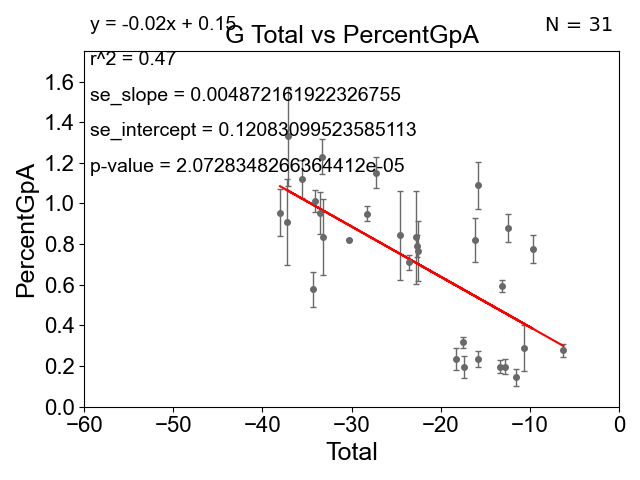 y = -0.02x + 0.15
G Total vs PercentGpA
N = 31
r^2 = 0.47
se_slope = 0.004872161922326755
se_intercept = 0.12083099523585113
p-value = 2.0728348266364412e-05
PercentGpA
1.6
1.4
1.2
1.0
0.8
0.6
0.4
0.2
0.0
−60 −50 −40 −30 −20 −10 0
Total